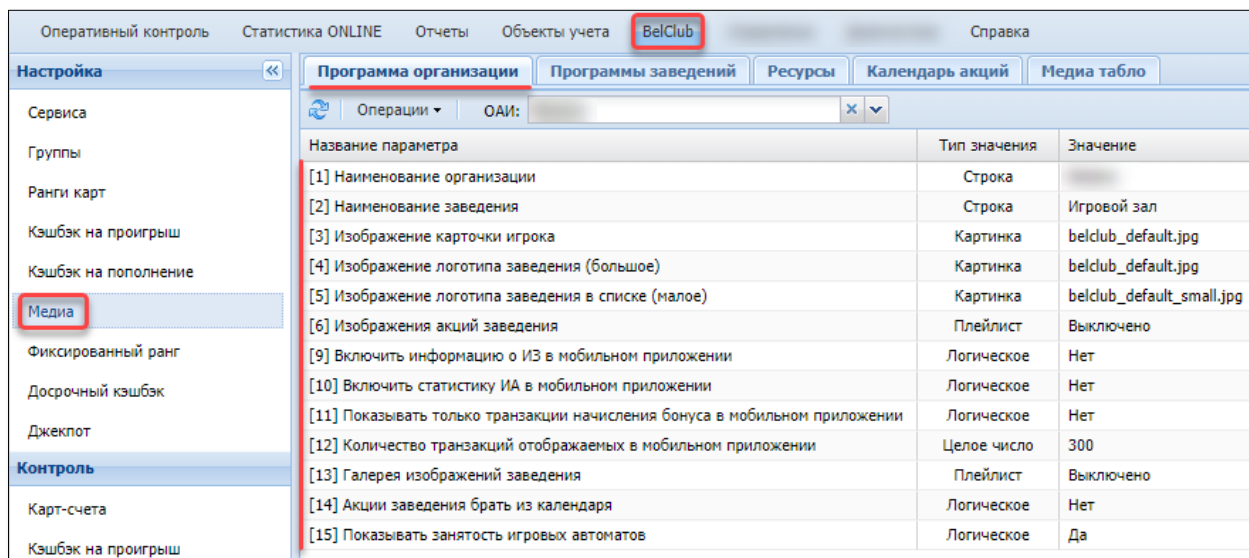 Оперативный контроль Статистика ONLINE Отчеты Объекты учета BelClub Справка
Настройка
Сервиса
Группы
Ранги карт
Кэшбэк на проигрыш
Кэшбэк на пополнение
Медиа
Фиксированный ранг
Досрочный кэшбэк
Джекпот
Контроль
Карт-счета
Кэшбэк на проигрыш
Программа организации Программы заведений Ресурсы Календарь акций Медиа табло
Операции ОАИ:
Название параметра Тип значения Значение
[1] Наименование организации Строка
[2] Наименование заведения Строка Игровой зал
[3] Изображение карточки игрока Картинка belclub_default.jpg
[4] Изображение логотипа заведения (большое) Картинка belclub_default.jpg
[5] Изображение логотипа заведения в списке (малое) Картинка belclub_default_small.jpg
[6] Изображения акций заведения Плейлист Выключено
[9] Включить информацию о ИЗ в мобильном приложении Логическое Нет
[10] Включить статистику ИА в мобильном приложении Логическое Нет
[11] Показывать только транзакции начисления бонуса в мобильном приложении Логическое Нет
[12] Количество транзакций отображаемых в мобильном приложении Целое число 300
[13] Галерея изображений заведения Плейлист Выключено
[14] Акции заведения брать из календаря Логическое Нет
[15] Показывать занятость игровых автоматов Логическое Да